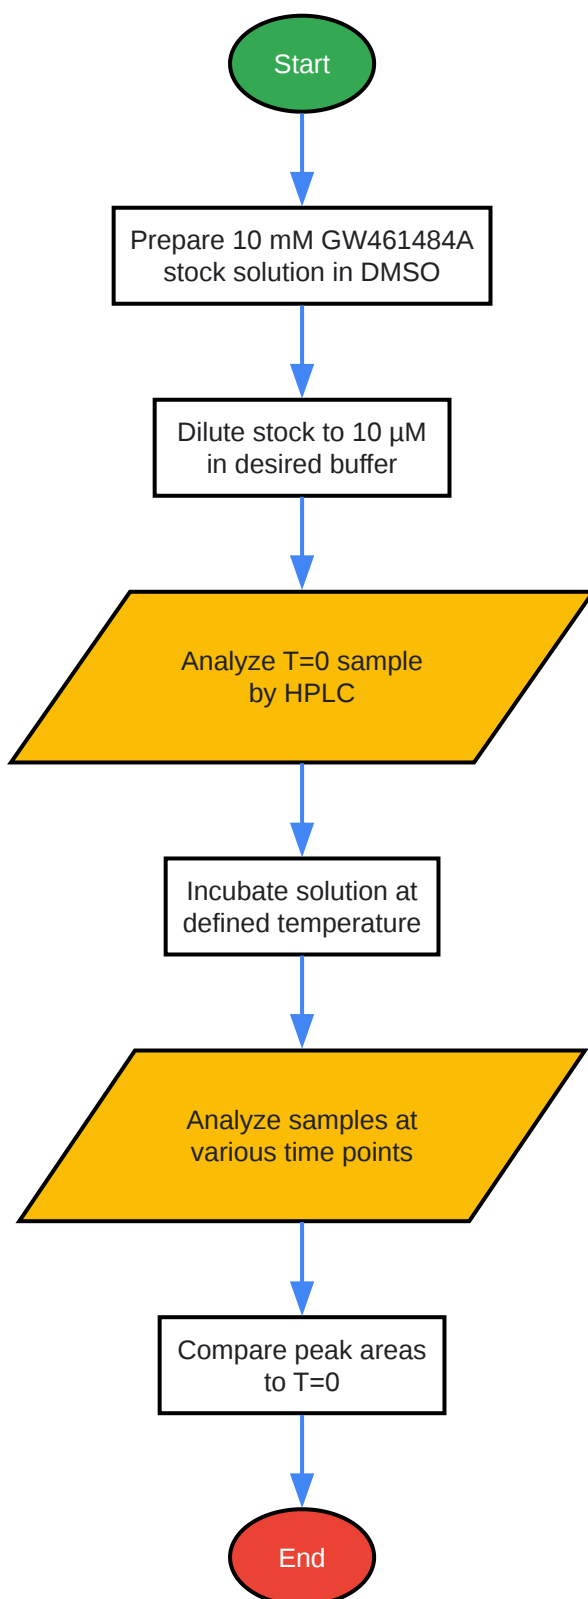 Start
Prepare 10 mM GW461484A
stock solution in DMSO
Dilute stock to 10 µM
in desired buffer
Analyze T=0 sample
by HPLC
Incubate solution at
defined temperature
Analyze samples at
various time points
Compare peak areas
to T=0
End